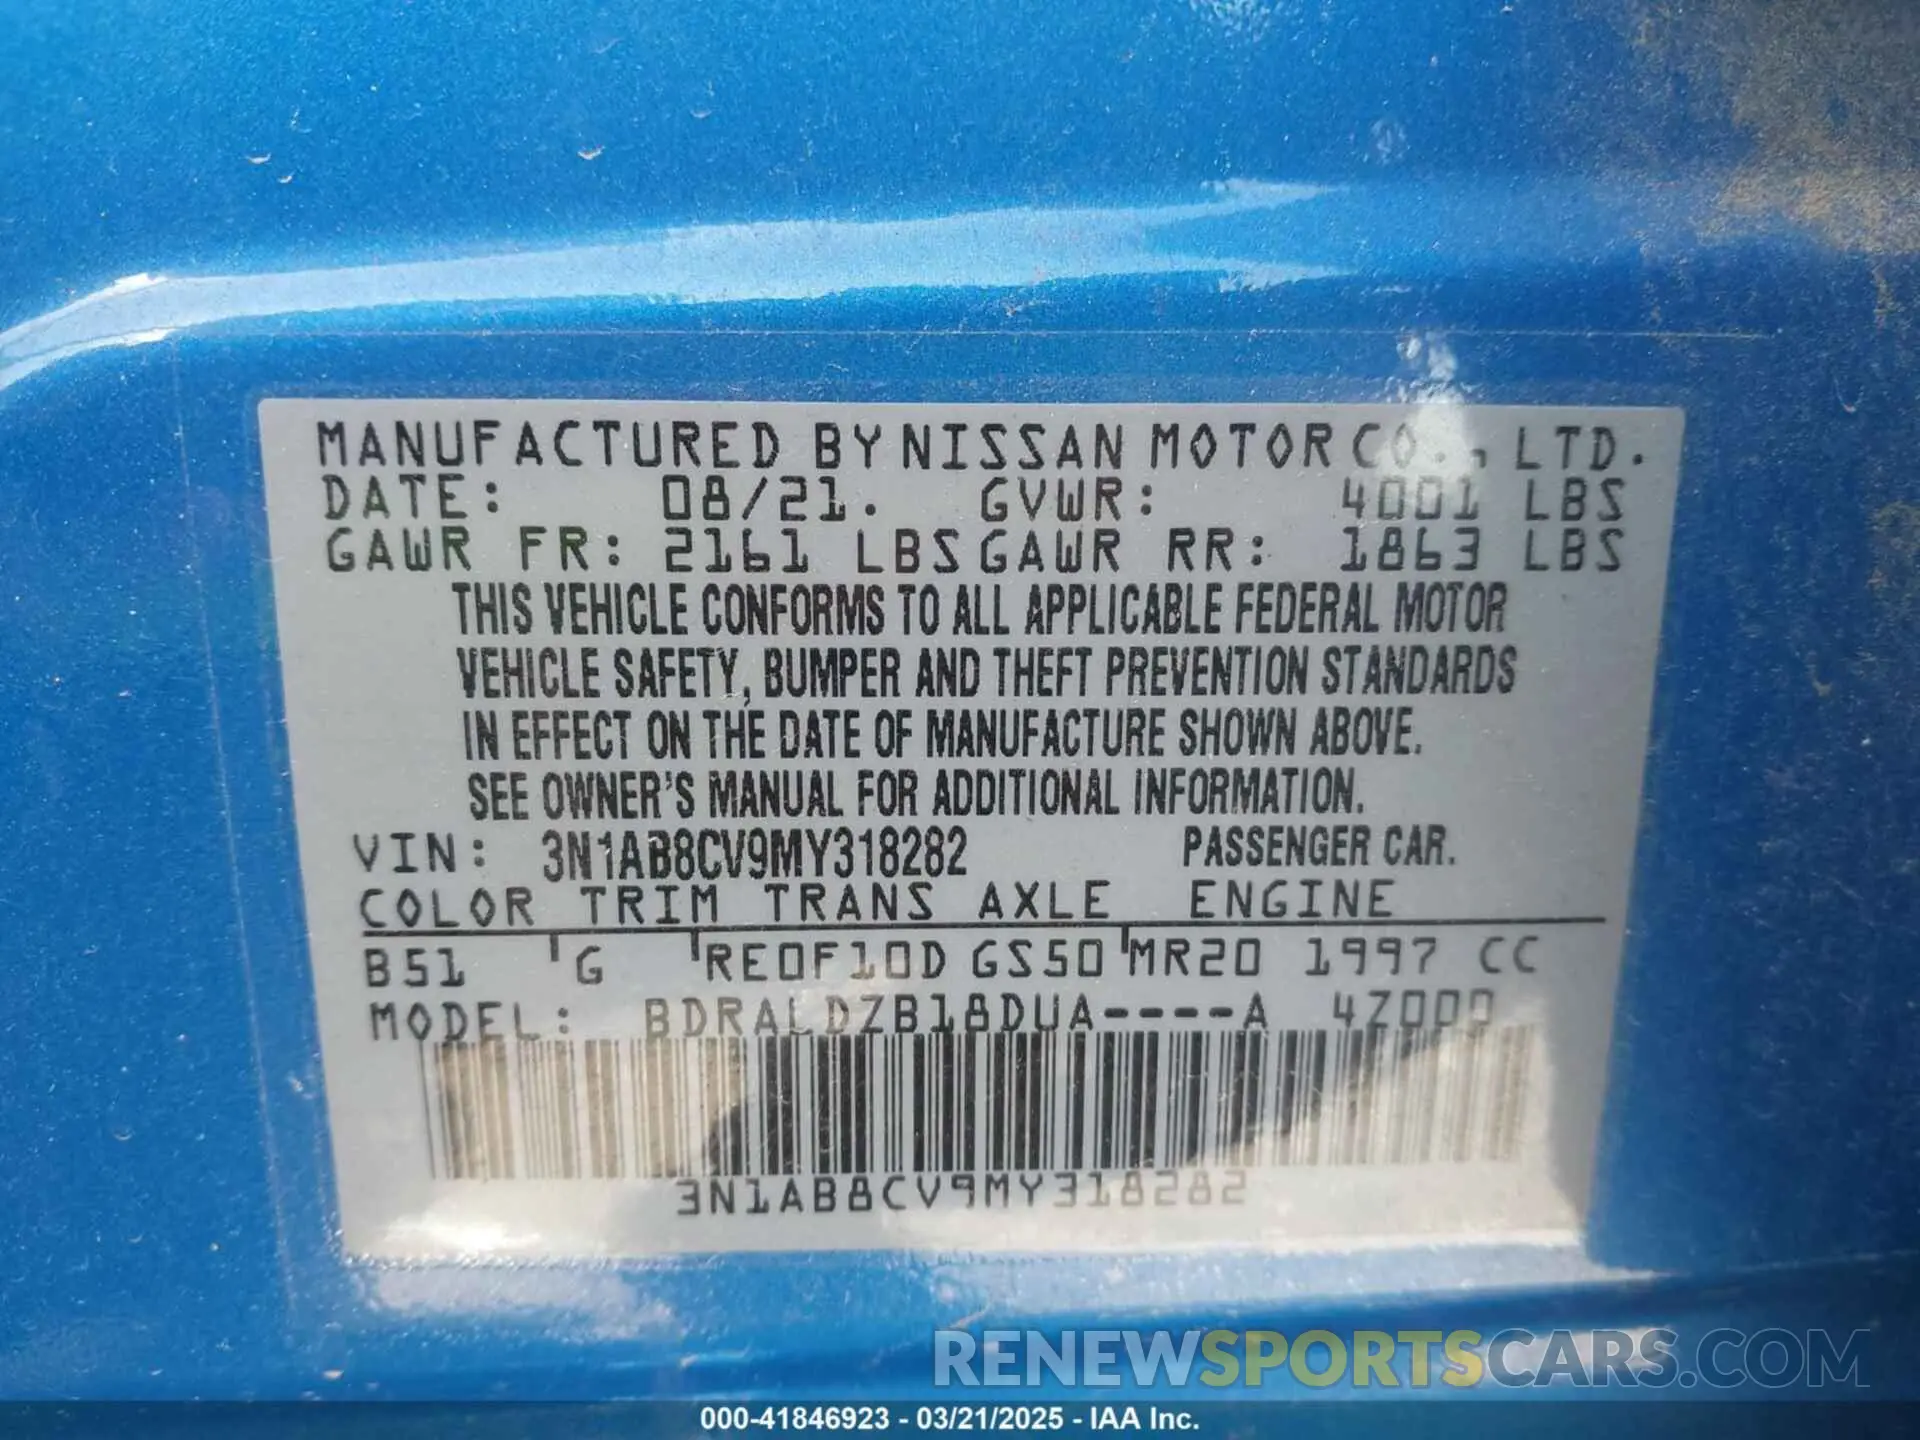 MANUFACTURED BY NISSAN MOTOR CO., LTD.
DATE: 08/21. GVWR: 4001 LBS
GAWR FR: 2161 LBS GAWR RR: 1863 LBS
THIS VEHICLE CONFORMS TO ALL APPLICABLE FEDERAL MOTOR
VEHICLE SAFETY, BUMPER AND THEFT PREVENTION STANDARDS
IN EFFECT ON THE DATE OF MANUFACTURE SHOWN ABOVE.
SEE OWNER'S MANUAL FOR ADDITIONAL INFORMATION.
VIN: 3N1AB8CV9MY318282 PASSENGER CAR.
COLOR TRIM TRANS AXLE ENGINE
B51 G RE0F10D GS50 MR20 1997 CC
MODEL: BDRALDZB18DUA----A 4Z000
3N1AB8CV9MY318282
RENEWSPORTSCARS.COM
000-41846923 - 03/21/2025 - IAA Inc.